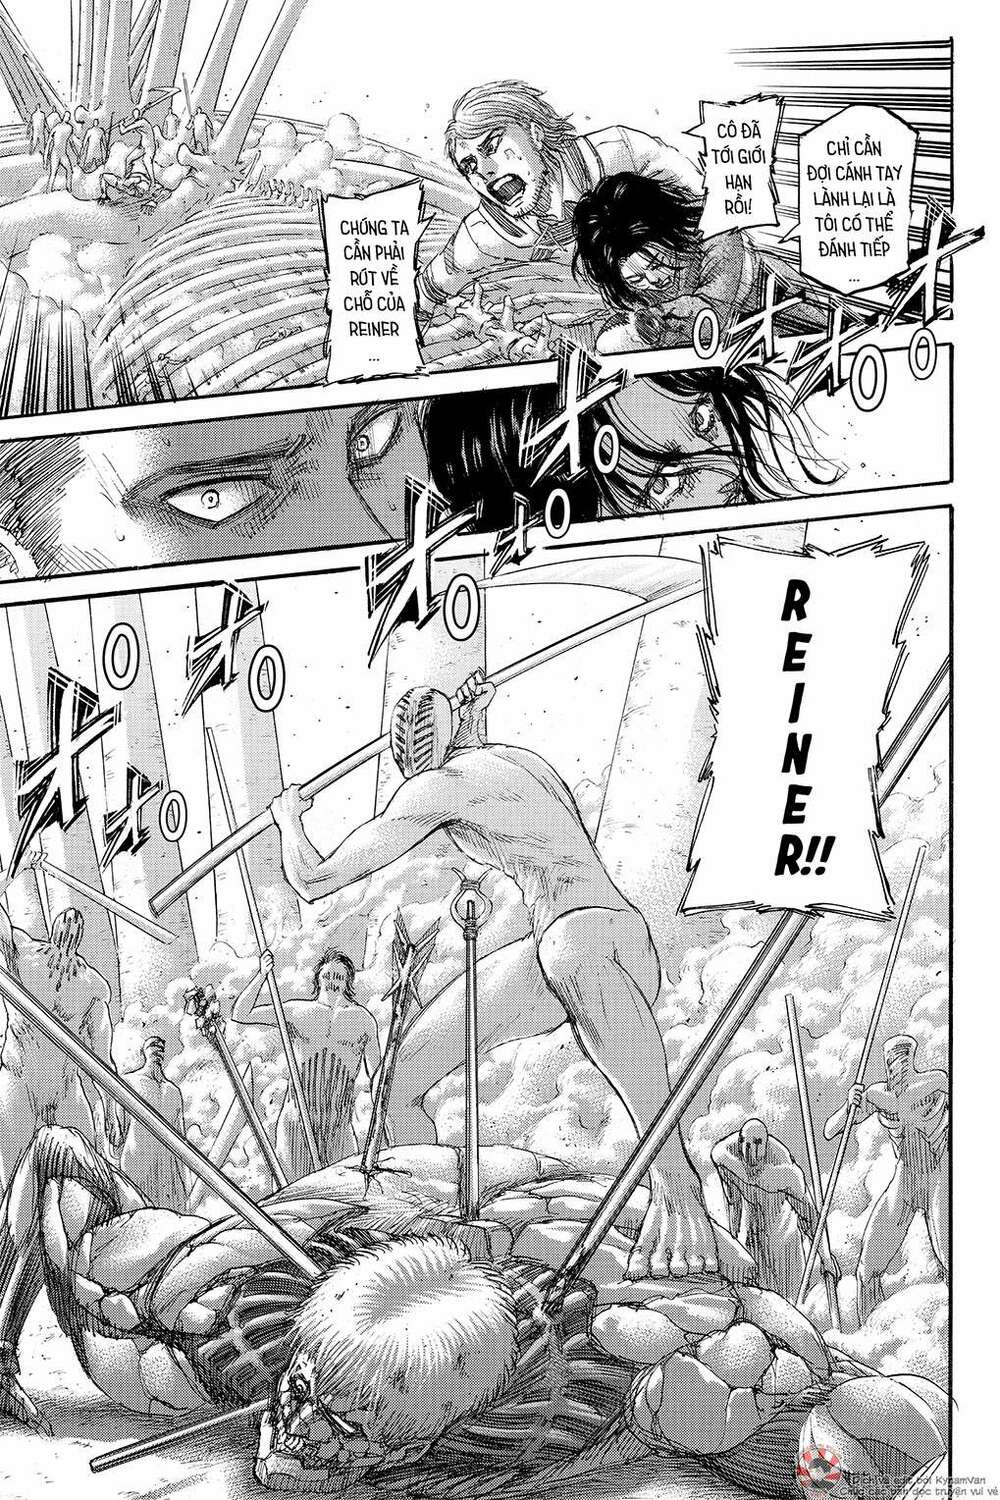 CHỈ CẦN
ĐỢI CÁNH TAY
LÀNH LẠI LÀ
TÔI CÓ THỂ
ĐÁNH TIẾP
...
CÔ ĐÃ
TỚI GIỚI
HẠN
RỒI!
CHÚNG TA
CẦN PHẢI
RÚT VỀ
CHỖ CỦA
REINER
...
REINER!!